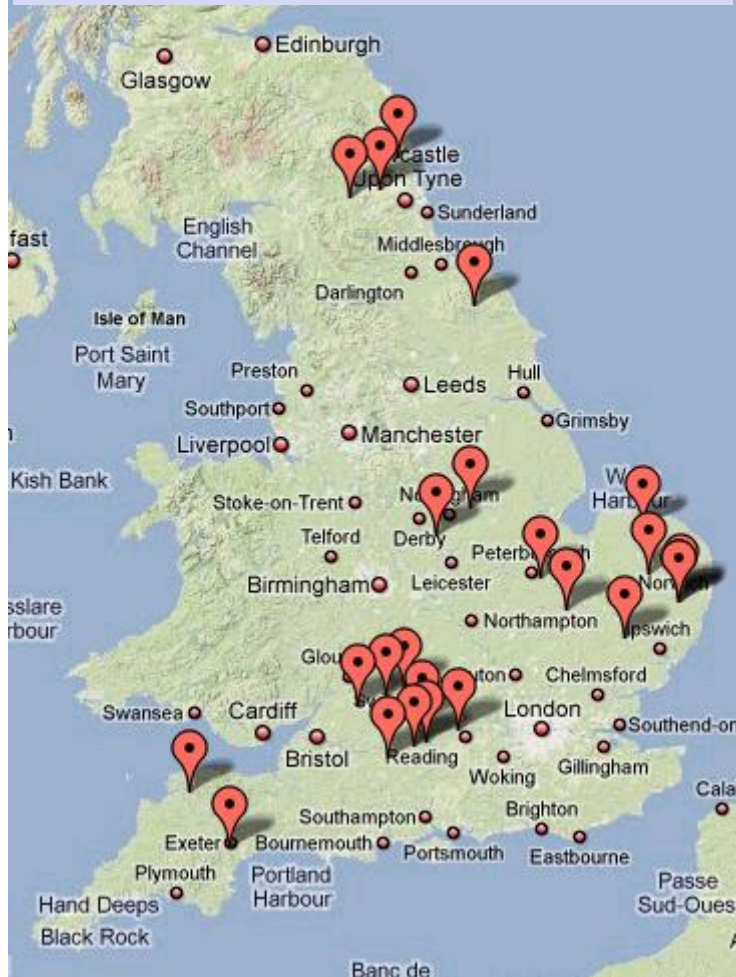 Edinburgh
Glasgow
Upon Tyne
Sunderland
English
Channel
Middlesbrough
Darlington
Isle of Man
Port Saint
Mary
Preston
Leeds
Hull
Southport
Grimsby
Liverpool
Manchester
Kish Bank
Stoke-on-Trent
Derby
Telford
Birmingham
Leicester
Northampton
Chelmsford
Swansea
Cardiff
London
Southend-on
Bristol
Reading
Woking
Gillingham
Southampton
Brighton
Exeter
Bournemouth
Portsmouth
Eastbourne
Plymouth
Portland
Harbour
Passe
Sud-Oues
Hand Deeps
Black Rock
Banc de